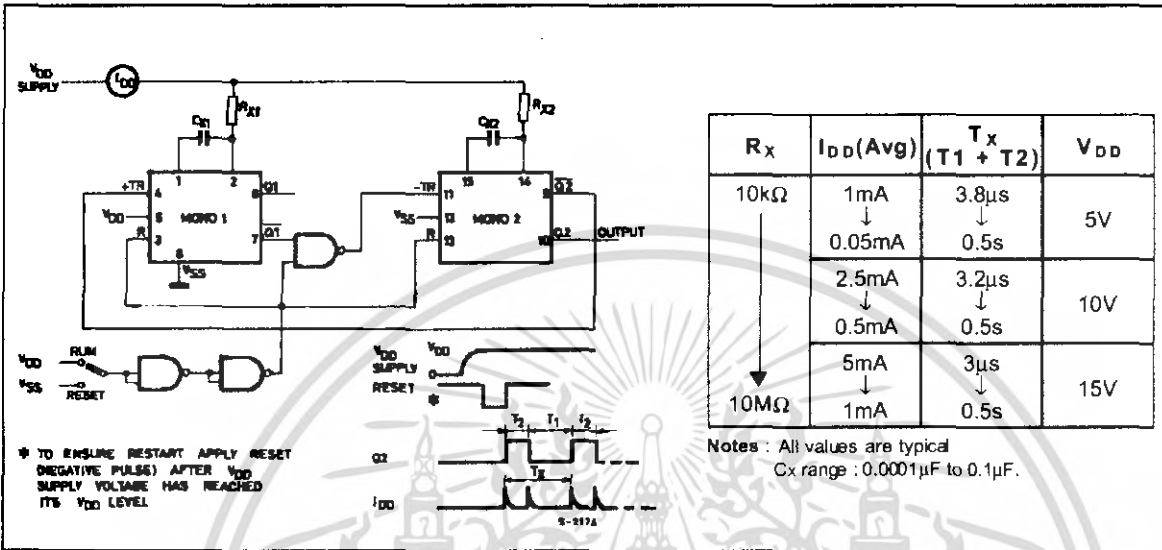 VDD
SUPPLY
IDD
RX1
RX2
CX1
CX2
1
2
15
14
+TR
4
6
Q1
-TR
11
9
Q2
VDD
5
MONO 1
VSS
12
MONO 2
R
3
7
Q1
R
13
10
Q2
OUTPUT
8
VSS
VDD
RUN
VSS
RESET
VDD
SUPPLY
VDD
RESET
*
T2
T1
T2
Q2
TX
IDD
* TO ENSURE RESTART APPLY RESET
(NEGATIVE PULSE) AFTER VDD
SUPPLY VOLTAGE HAS REACHED
ITS VDD LEVEL
RX IDD(Avg) TX (T1 + T2) VDD
10kΩ 1mA 3.8µs
↓ ↓ 5V
0.05mA 0.5s
2.5mA 3.2µs
↓ ↓ 10V
0.5mA 0.5s
5mA 3µs
↓ ↓ 15V
10MΩ 1mA 0.5s
Notes : All values are typical
Cx range : 0.0001µF to 0.1µF.